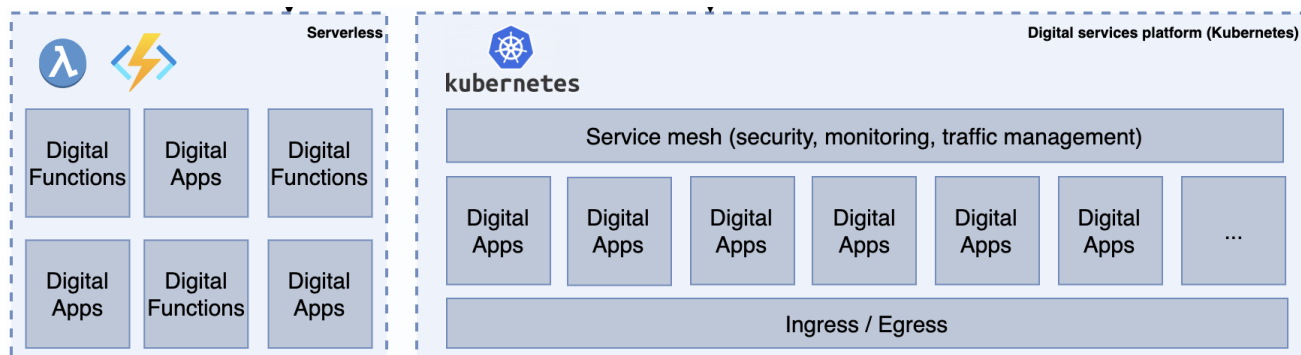 Serverless
λ
Digital
Functions
Digital
Apps
Digital
Functions
Digital
Apps
Digital
Functions
Digital
Apps
Digital services platform (Kubernetes)
kubernetes
Service mesh (security, monitoring, traffic management)
Digital
Apps
Digital
Apps
Digital
Apps
Digital
Apps
Digital
Apps
Digital
Apps
...
Ingress / Egress